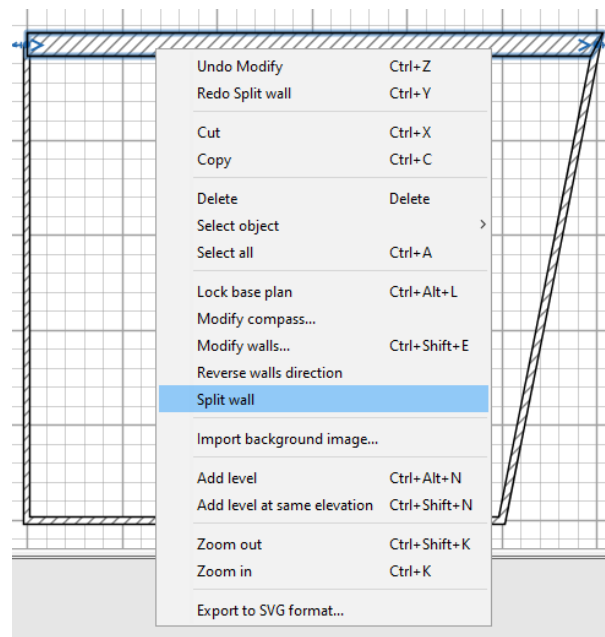 Undo Modify Ctrl+Z
Redo Split wall Ctrl+Y
Cut Ctrl+X
Copy Ctrl+C
Delete Delete
Select object
Select all Ctrl+A
Lock base plan Ctrl+Alt+L
Modify compass...
Modify walls... Ctrl+Shift+E
Reverse walls direction
Split wall
Import background image...
Add level Ctrl+Alt+N
Add level at same elevation Ctrl+Shift+N
Zoom out Ctrl+Shift+K
Zoom in Ctrl+K
Export to SVG format...